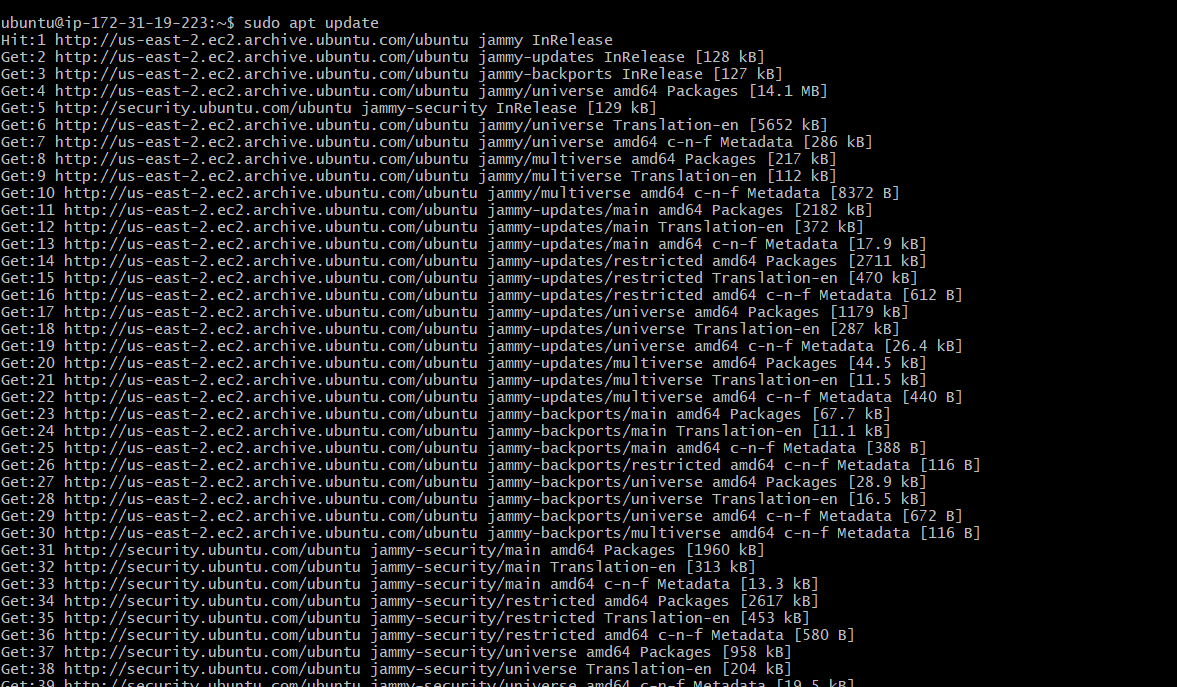 ubuntu@ip-172-31-19-223:~$ sudo apt update
Hit:1 http://us-east-2.ec2.archive.ubuntu.com/ubuntu jammy InRelease
Get:2 http://us-east-2.ec2.archive.ubuntu.com/ubuntu jammy-updates InRelease [128 kB]
Get:3 http://us-east-2.ec2.archive.ubuntu.com/ubuntu jammy-backports InRelease [127 kB]
Get:4 http://us-east-2.ec2.archive.ubuntu.com/ubuntu jammy/universe amd64 Packages [14.1 MB]
Get:5 http://security.ubuntu.com/ubuntu jammy-security InRelease [129 kB]
Get:6 http://us-east-2.ec2.archive.ubuntu.com/ubuntu jammy/universe Translation-en [5652 kB]
Get:7 http://us-east-2.ec2.archive.ubuntu.com/ubuntu jammy/universe amd64 c-n-f Metadata [286 kB]
Get:8 http://us-east-2.ec2.archive.ubuntu.com/ubuntu jammy/multiverse amd64 Packages [217 kB]
Get:9 http://us-east-2.ec2.archive.ubuntu.com/ubuntu jammy/multiverse Translation-en [112 kB]
Get:10 http://us-east-2.ec2.archive.ubuntu.com/ubuntu jammy/multiverse amd64 c-n-f Metadata [8372 B]
Get:11 http://us-east-2.ec2.archive.ubuntu.com/ubuntu jammy-updates/main amd64 Packages [2182 kB]
Get:12 http://us-east-2.ec2.archive.ubuntu.com/ubuntu jammy-updates/main Translation-en [372 kB]
Get:13 http://us-east-2.ec2.archive.ubuntu.com/ubuntu jammy-updates/main amd64 c-n-f Metadata [17.9 kB]
Get:14 http://us-east-2.ec2.archive.ubuntu.com/ubuntu jammy-updates/restricted amd64 Packages [2711 kB]
Get:15 http://us-east-2.ec2.archive.ubuntu.com/ubuntu jammy-updates/restricted Translation-en [470 kB]
Get:16 http://us-east-2.ec2.archive.ubuntu.com/ubuntu jammy-updates/restricted amd64 c-n-f Metadata [612 B]
Get:17 http://us-east-2.ec2.archive.ubuntu.com/ubuntu jammy-updates/universe amd64 Packages [1179 kB]
Get:18 http://us-east-2.ec2.archive.ubuntu.com/ubuntu jammy-updates/universe Translation-en [287 kB]
Get:19 http://us-east-2.ec2.archive.ubuntu.com/ubuntu jammy-updates/universe amd64 c-n-f Metadata [26.4 kB]
Get:20 http://us-east-2.ec2.archive.ubuntu.com/ubuntu jammy-updates/multiverse amd64 Packages [44.5 kB]
Get:21 http://us-east-2.ec2.archive.ubuntu.com/ubuntu jammy-updates/multiverse Translation-en [11.5 kB]
Get:22 http://us-east-2.ec2.archive.ubuntu.com/ubuntu jammy-updates/multiverse amd64 c-n-f Metadata [440 B]
Get:23 http://us-east-2.ec2.archive.ubuntu.com/ubuntu jammy-backports/main amd64 Packages [67.7 kB]
Get:24 http://us-east-2.ec2.archive.ubuntu.com/ubuntu jammy-backports/main Translation-en [11.1 kB]
Get:25 http://us-east-2.ec2.archive.ubuntu.com/ubuntu jammy-backports/main amd64 c-n-f Metadata [388 B]
Get:26 http://us-east-2.ec2.archive.ubuntu.com/ubuntu jammy-backports/restricted amd64 c-n-f Metadata [116 B]
Get:27 http://us-east-2.ec2.archive.ubuntu.com/ubuntu jammy-backports/universe amd64 Packages [28.9 kB]
Get:28 http://us-east-2.ec2.archive.ubuntu.com/ubuntu jammy-backports/universe Translation-en [16.5 kB]
Get:29 http://us-east-2.ec2.archive.ubuntu.com/ubuntu jammy-backports/universe amd64 c-n-f Metadata [672 B]
Get:30 http://us-east-2.ec2.archive.ubuntu.com/ubuntu jammy-backports/multiverse amd64 c-n-f Metadata [116 B]
Get:31 http://security.ubuntu.com/ubuntu jammy-security/main amd64 Packages [1960 kB]
Get:32 http://security.ubuntu.com/ubuntu jammy-security/main Translation-en [313 kB]
Get:33 http://security.ubuntu.com/ubuntu jammy-security/main amd64 c-n-f Metadata [13.3 kB]
Get:34 http://security.ubuntu.com/ubuntu jammy-security/restricted amd64 Packages [2617 kB]
Get:35 http://security.ubuntu.com/ubuntu jammy-security/restricted Translation-en [453 kB]
Get:36 http://security.ubuntu.com/ubuntu jammy-security/restricted amd64 c-n-f Metadata [580 B]
Get:37 http://security.ubuntu.com/ubuntu jammy-security/universe amd64 Packages [958 kB]
Get:38 http://security.ubuntu.com/ubuntu jammy-security/universe Translation-en [204 kB]
Get:39 http://security.ubuntu.com/ubuntu jammy-security/universe amd64 c-n-f Metadata [19.5 kB]